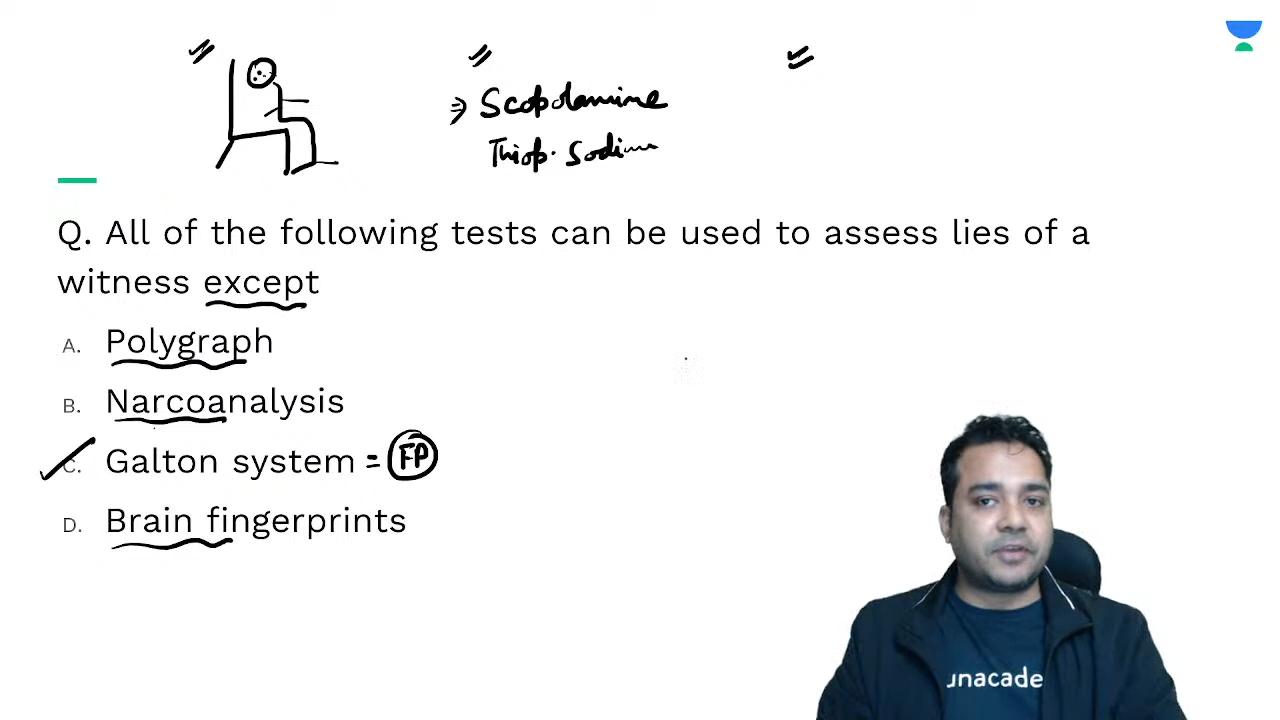 ⇒ Scopolamine
Thiop. Sodium
Q. All of the following tests can be used to assess lies of a
witness except
A. Polygraph
B. Narcoanalysis
C. Galton system = FP
D. Brain fingerprints
unacade